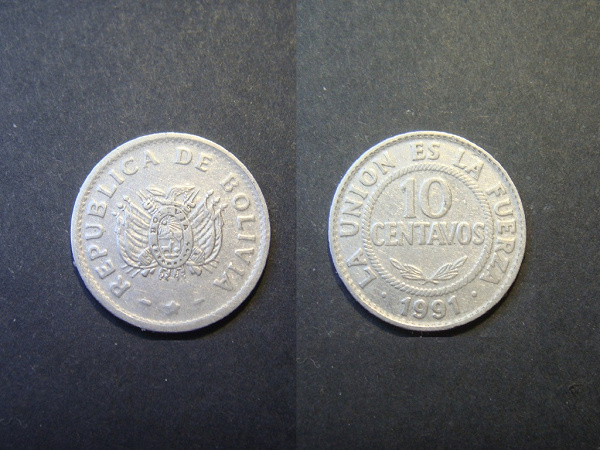 REPUBLICA DE BOLIVIA
LA UNION ES LA FUERZA
10
CENTAVOS
1991